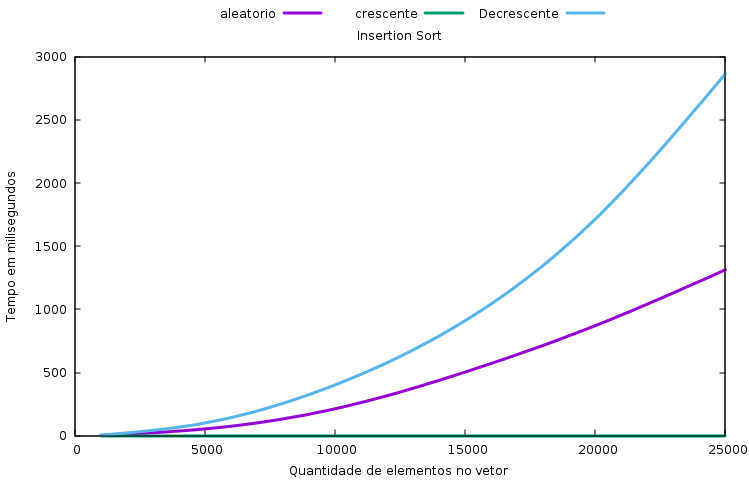 aleatorio crescente Decrescente
Insertion Sort
3000
2500
2000
1500
1000
500
0
Tempo em milisegundos
0 5000 10000 15000 20000 25000
Quantidade de elementos no vetor